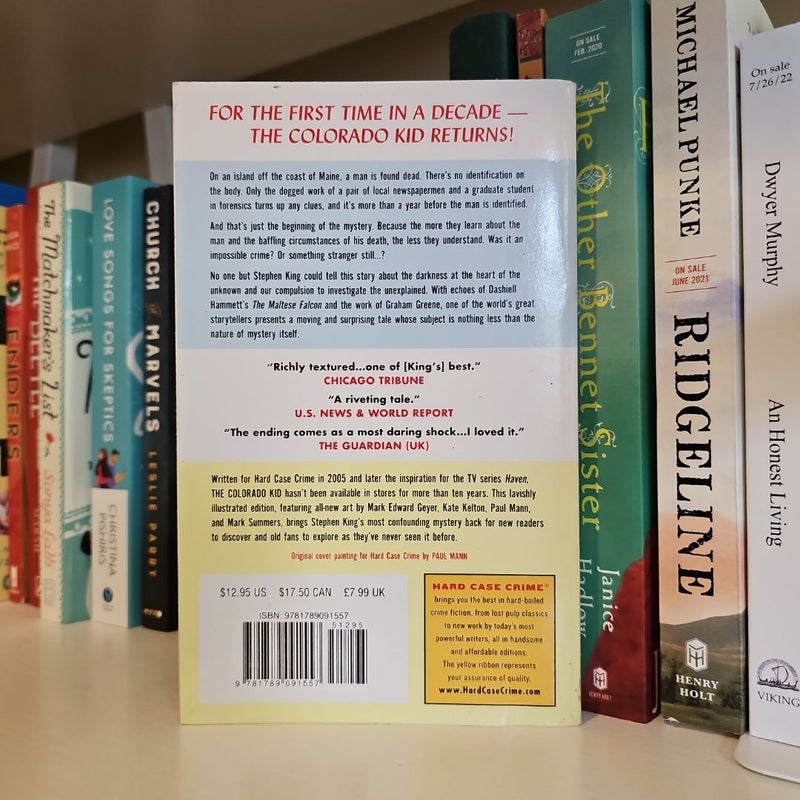 FOR THE FIRST TIME IN A DECADE —
THE COLORADO KID RETURNS!
On an island off the coast of Maine, a man is found dead. There's no identification on
the body. Only the dogged work of a pair of local newspapermen and a graduate student
in forensics turns up any clues, and it's more than a year before the man is identified.
And that's just the beginning of the mystery. Because the more they learn about the
man and the baffling circumstances of his death, the less they understand. Was it an
impossible crime? Or something stranger still...?
No one but Stephen King could tell this story about the darkness at the heart of the
unknown and our compulsion to investigate the unexplained. With echoes of Dashiell
Hammett's The Maltese Falcon and the work of Graham Greene, one of the world's great
storytellers presents a moving and surprising tale whose subject is nothing less than the
nature of mystery itself.
"Richly textured...one of [King's] best."
CHICAGO TRIBUNE
"A riveting tale."
U.S. NEWS & WORLD REPORT
"The ending comes as a most daring shock...I loved it."
THE GUARDIAN (UK)
Written for Hard Case Crime in 2005 and later the inspiration for the TV series Haven,
THE COLORADO KID hasn't been available in stores for more than ten years. This lavishly
illustrated edition, featuring all-new art by Mark Edward Geyer, Kate Kelton, Paul Mann,
and Mark Summers, brings Stephen King's most confounding mystery back for new readers
to discover and old fans to explore as they've never seen it before.
Original cover painting for Hard Case Crime by PAUL MANN
$12.95 US $17.50 CAN £7.99 UK
ISBN: 9781789091557
51295
9 781789 091557
HARD CASE CRIME®
brings you the best in hard-boiled
crime fiction, from lost pulp classics
to new work by today's most
powerful writers, all in handsome
and affordable editions.
The yellow ribbon represents
your assurance of quality.
www.HardCaseCrime.com
ENDERS
The Matchmaker's List
Sonya Lalli
LOVE SONGS FOR SKEPTICS
CHRISTINA
PISHIRIS
CHURCH of MARVELS
LESLIE PARRY
ON SALE
FEB. 2020
The Other Bennet Sister
Janice
Hadlow
HENRY HOLT
MICHAEL PUNKE
ON SALE
JUNE 2021
RIDGELINE
HENRY
HOLT
On sale
7/26/22
Dwyer Murphy
An Honest Living
VIKING